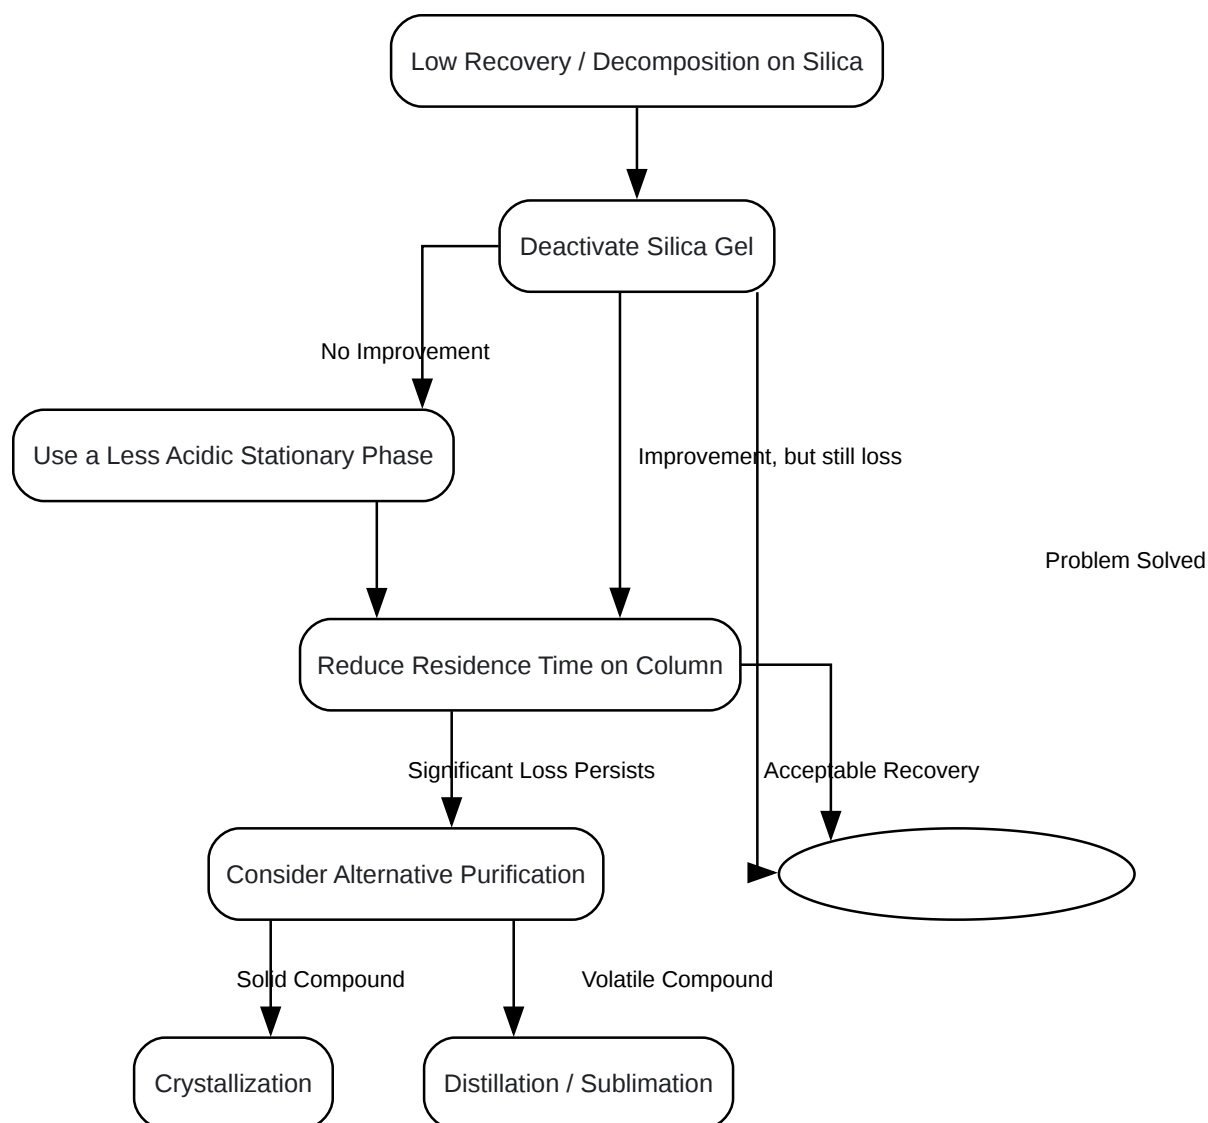 Low Recovery / Decomposition on Silica
Deactivate Silica Gel
No Improvement
Use a Less Acidic Stationary Phase
Improvement, but still loss
Problem Solved
Reduce Residence Time on Column
Significant Loss Persists
Acceptable Recovery
Consider Alternative Purification
Solid Compound
Volatile Compound
Crystallization
Distillation / Sublimation